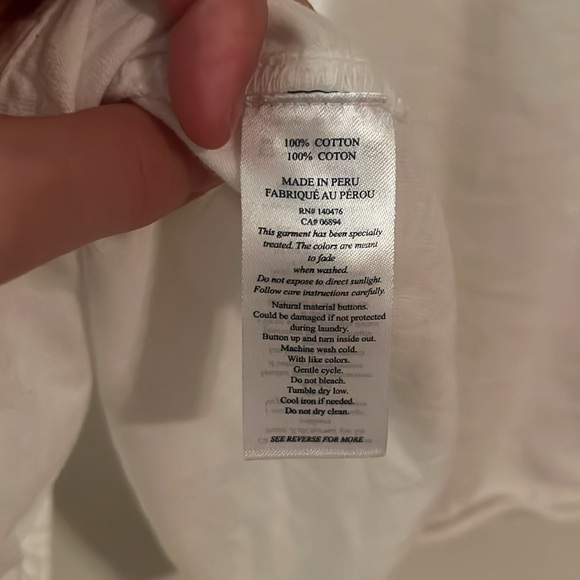 100% COTTON
100% COTON
MADE IN PERU
FABRIQUÉ AU PÉROU
RN# 140476
CA# 06894
This garment has been specially
treated. The colors are meant
to fade
when washed.
Do not expose to direct sunlight.
Follow care instructions carefully.
Natural material buttons.
Could be damaged if not protected
during laundry.
Button up and turn inside out.
Machine wash cold.
With like colors.
Gentle cycle.
Do not bleach.
Tumble dry low.
Cool iron if needed.
Do not dry clean.
SEE REVERSE FOR MORE